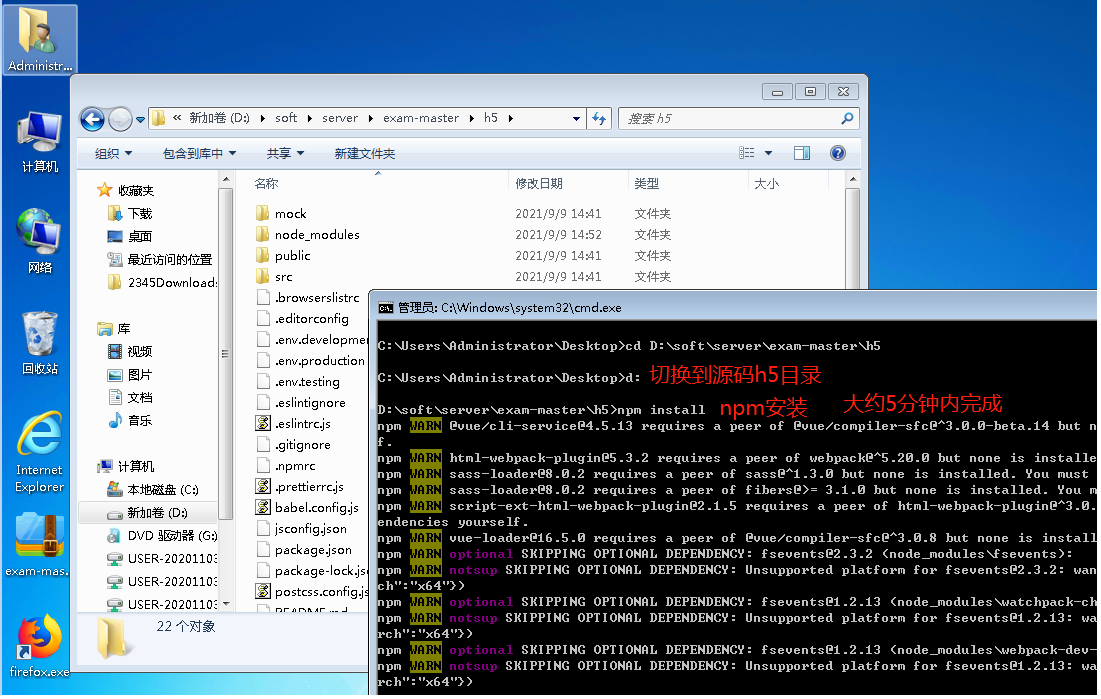 Administr...
计算机
网络
回收站
Internet
Explorer
exam-mas...
firefox.exe
« 新加卷 (D:) ▸ soft ▸ server ▸ exam-master ▸ h5 ▸
搜索 h5
组织 包含到库中 共享 新建文件夹
收藏夹
下载
桌面
最近访问的位置
2345Downloads
库
视频
图片
文档
音乐
计算机
本地磁盘 (C:)
新加卷 (D:)
DVD 驱动器 (G:)
USER-20201103
USER-20201103
USER-20201103
名称 修改日期 类型 大小
mock 2021/9/9 14:41 文件夹
node_modules 2021/9/9 14:52 文件夹
public 2021/9/9 14:41 文件夹
src 2021/9/9 14:41 文件夹
.browserslistrc
.editorconfig
.env.developmen
.env.production
.env.testing
.eslintignore
.eslintrc.js
.gitignore
.npmrc
.prettierrc.js
babel.config.js
jsconfig.json
package.json
package-lock.jso
postcss.config.js
README.md
22 个对象
管理员: C:\Windows\system32\cmd.exe
C:\Users\Administrator\Desktop>cd D:\soft\server\exam-master\h5
C:\Users\Administrator\Desktop>d: 切换到源码h5目录
D:\soft\server\exam-master\h5>npm install npm安装 大约5分钟内完成
npm WARN @vue/cli-service@4.5.13 requires a peer of @vue/compiler-sfc@^3.0.0-beta.14 but n
f.
npm WARN html-webpack-plugin@5.3.2 requires a peer of webpack@^5.20.0 but none is installe
npm WARN sass-loader@8.0.2 requires a peer of sass@^1.3.0 but none is installed. You must
npm WARN sass-loader@8.0.2 requires a peer of fibers@>= 3.1.0 but none is installed. You m
npm WARN script-ext-html-webpack-plugin@2.1.5 requires a peer of html-webpack-plugin@^3.0.
endencies yourself.
npm WARN vue-loader@16.5.0 requires a peer of @vue/compiler-sfc@^3.0.8 but none is install
npm WARN optional SKIPPING OPTIONAL DEPENDENCY: fsevents@2.3.2 (node_modules\fsevents):
npm WARN notsup SKIPPING OPTIONAL DEPENDENCY: Unsupported platform for fsevents@2.3.2: wan
rch":"x64"})
npm WARN optional SKIPPING OPTIONAL DEPENDENCY: fsevents@1.2.13 (node_modules\watchpack-ch
npm WARN notsup SKIPPING OPTIONAL DEPENDENCY: Unsupported platform for fsevents@1.2.13: wa
rch":"x64"})
npm WARN optional SKIPPING OPTIONAL DEPENDENCY: fsevents@1.2.13 (node_modules\webpack-dev-
npm WARN notsup SKIPPING OPTIONAL DEPENDENCY: Unsupported platform for fsevents@1.2.13: wa
rch":"x64"})